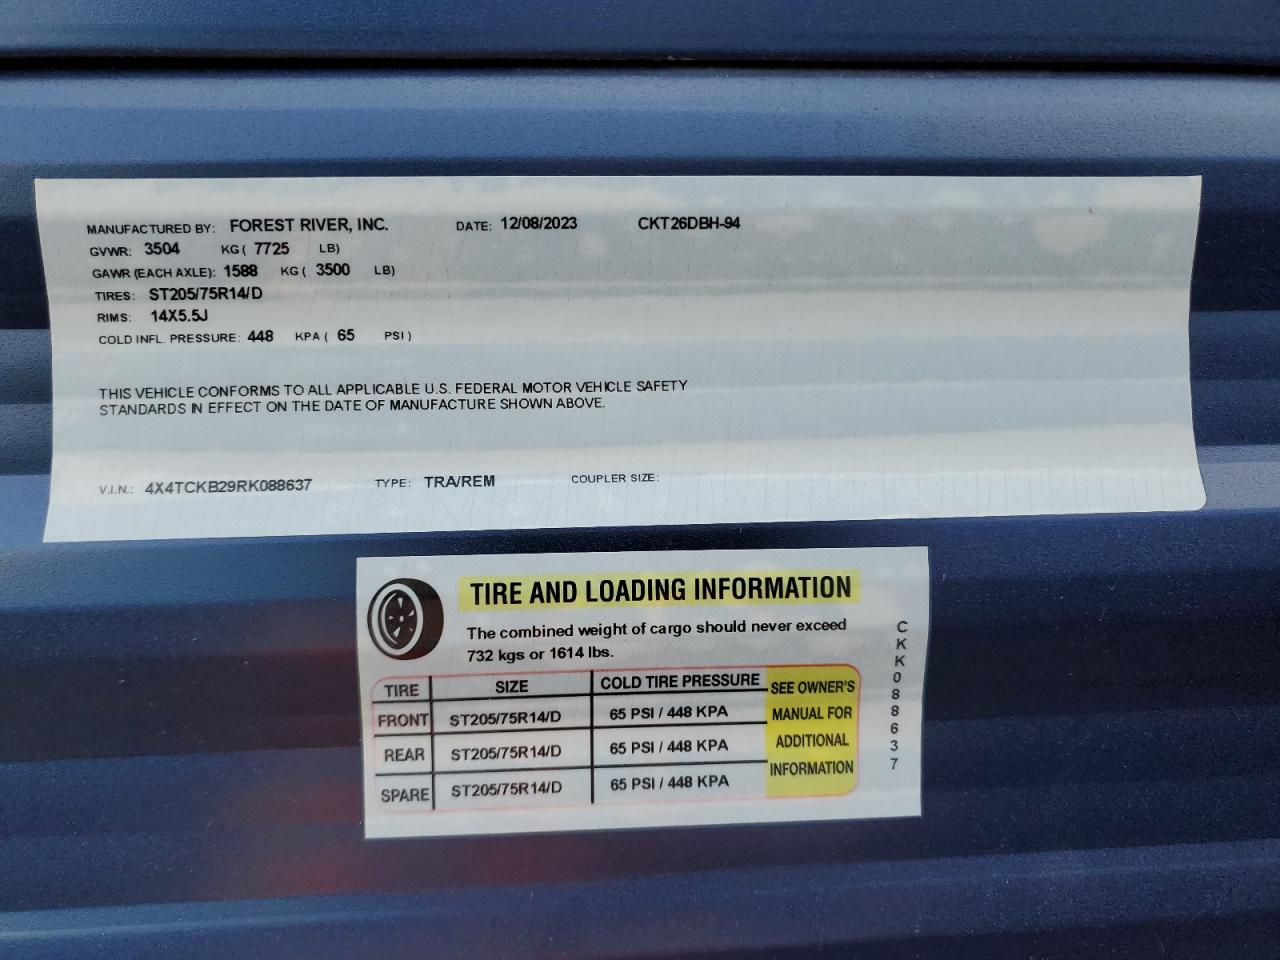 MANUFACTURED BY: FOREST RIVER, INC. DATE: 12/08/2023 CKT26DBH-94
GVWR: 3504 KG ( 7725 LB)
GAWR (EACH AXLE): 1588 KG ( 3500 LB)
TIRES: ST205/75R14/D
RIMS: 14X5.5J
COLD INFL. PRESSURE: 448 KPA ( 65 PSI )
THIS VEHICLE CONFORMS TO ALL APPLICABLE U.S. FEDERAL MOTOR VEHICLE SAFETY
STANDARDS IN EFFECT ON THE DATE OF MANUFACTURE SHOWN ABOVE.
V.I.N.: 4X4TCKB29RK088637 TYPE: TRA/REM COUPLER SIZE:
TIRE AND LOADING INFORMATION
The combined weight of cargo should never exceed
732 kgs or 1614 lbs.
TIRE SIZE COLD TIRE PRESSURE
FRONT ST205/75R14/D 65 PSI / 448 KPA
REAR ST205/75R14/D 65 PSI / 448 KPA
SPARE ST205/75R14/D 65 PSI / 448 KPA
SEE OWNER'S
MANUAL FOR
ADDITIONAL
INFORMATION
CKK088637